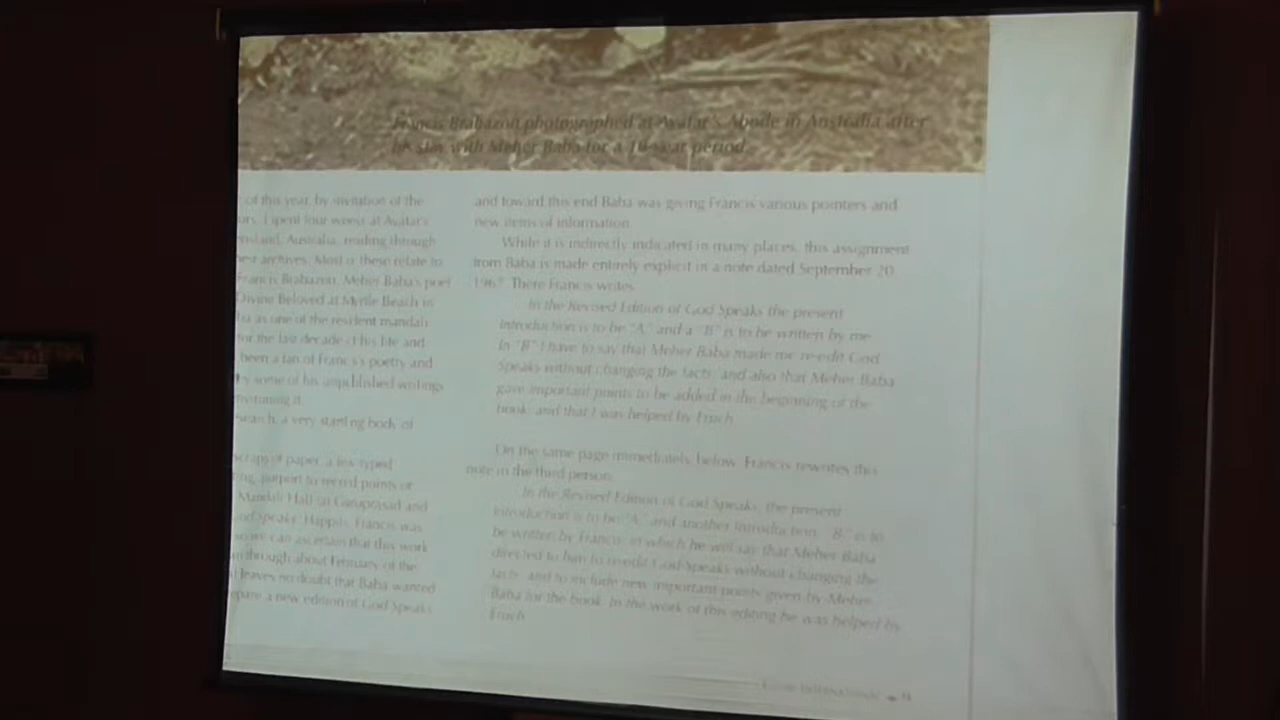 Francis Brabazon photographed at Avatar's Abode in Australia after
his stay with Meher Baba for a 10-year period.
of this year, by invitation of the
I spent four weeks at Avatar's
Australia, reading through
archives. Most of these relate to
Francis Brabazon, Meher Baba's poet
Divine Beloved at Myrtle Beach in
as one of the resident mandali
for the last decade of his life and
been a fan of Francis's poetry and
some of his unpublished writings
it.
a very startling body of
scraps of paper, a few typed
purport to record points of
Mandali Hall at Guruprasad and
God Speaks. Happily, Francis was
we can ascertain that this work
through about February of the
leaves no doubt that Baba wanted
prepare a new edition of God Speaks
and toward this end Baba was giving Francis various pointers and
new items of information.
While it is indirectly indicated in many places, this assignment
from Baba is made entirely explicit in a note dated September 20,
There Francis writes:
In the Revised Edition of God Speaks the present
Introduction is to be "A," and a "B" is to be written by me.
In "B" I have to say that Meher Baba made me re-edit God
Speaks without changing the facts, and also that Meher Baba
gave important points to be added in the beginning of the
book, and that I was helped by Eruch.
On the same page immediately below, Francis rewrites this
note in the third person:
In the Revised Edition of God Speaks, the present
Introduction is to be "A," and another Introduction, "B," is to
be written by Francis, in which he will say that Meher Baba
directed to him to re-edit God Speaks without changing the
facts, and to include new important points given by Meher
Baba for the book. In the work of this editing he was helped by
Eruch.